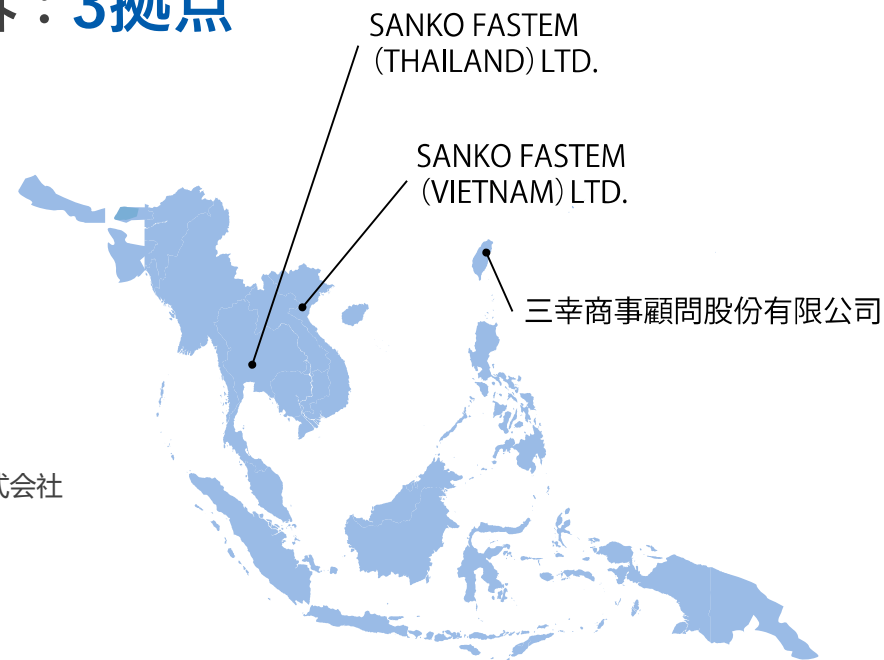 ：3拠点
SANKO FASTEM
（THAILAND）LTD.
SANKO FASTEM
（VIETNAM）LTD.
三幸商事顧問股份有限公司
式会社